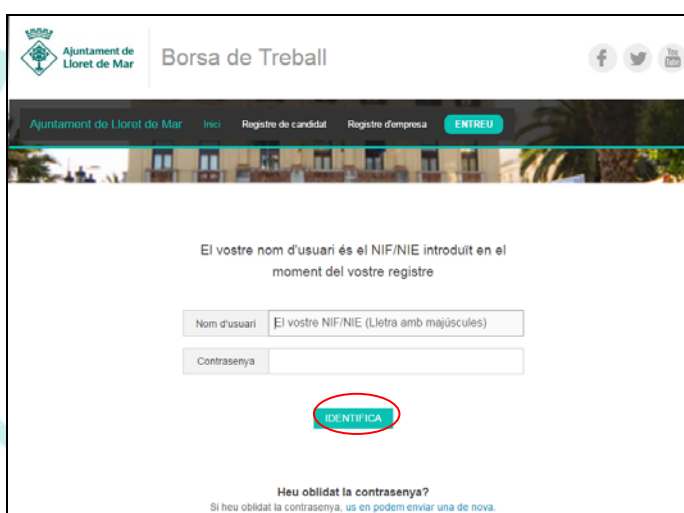 Ajuntament de
Lloret de Mar
Borsa de Treball
You
Tube
Ajuntament de Lloret de Mar Inici Registre de candidat Registre d'empresa ENTREU
El vostre nom d'usuari és el NIF/NIE introduït en el
moment del vostre registre
Nom d'usuari El vostre NIF/NIE (Lletra amb majúscules)
Contrasenya
IDENTIFICA
Heu oblidat la contrasenya?
Si heu oblidat la contrasenya, us en podem enviar una de nova.